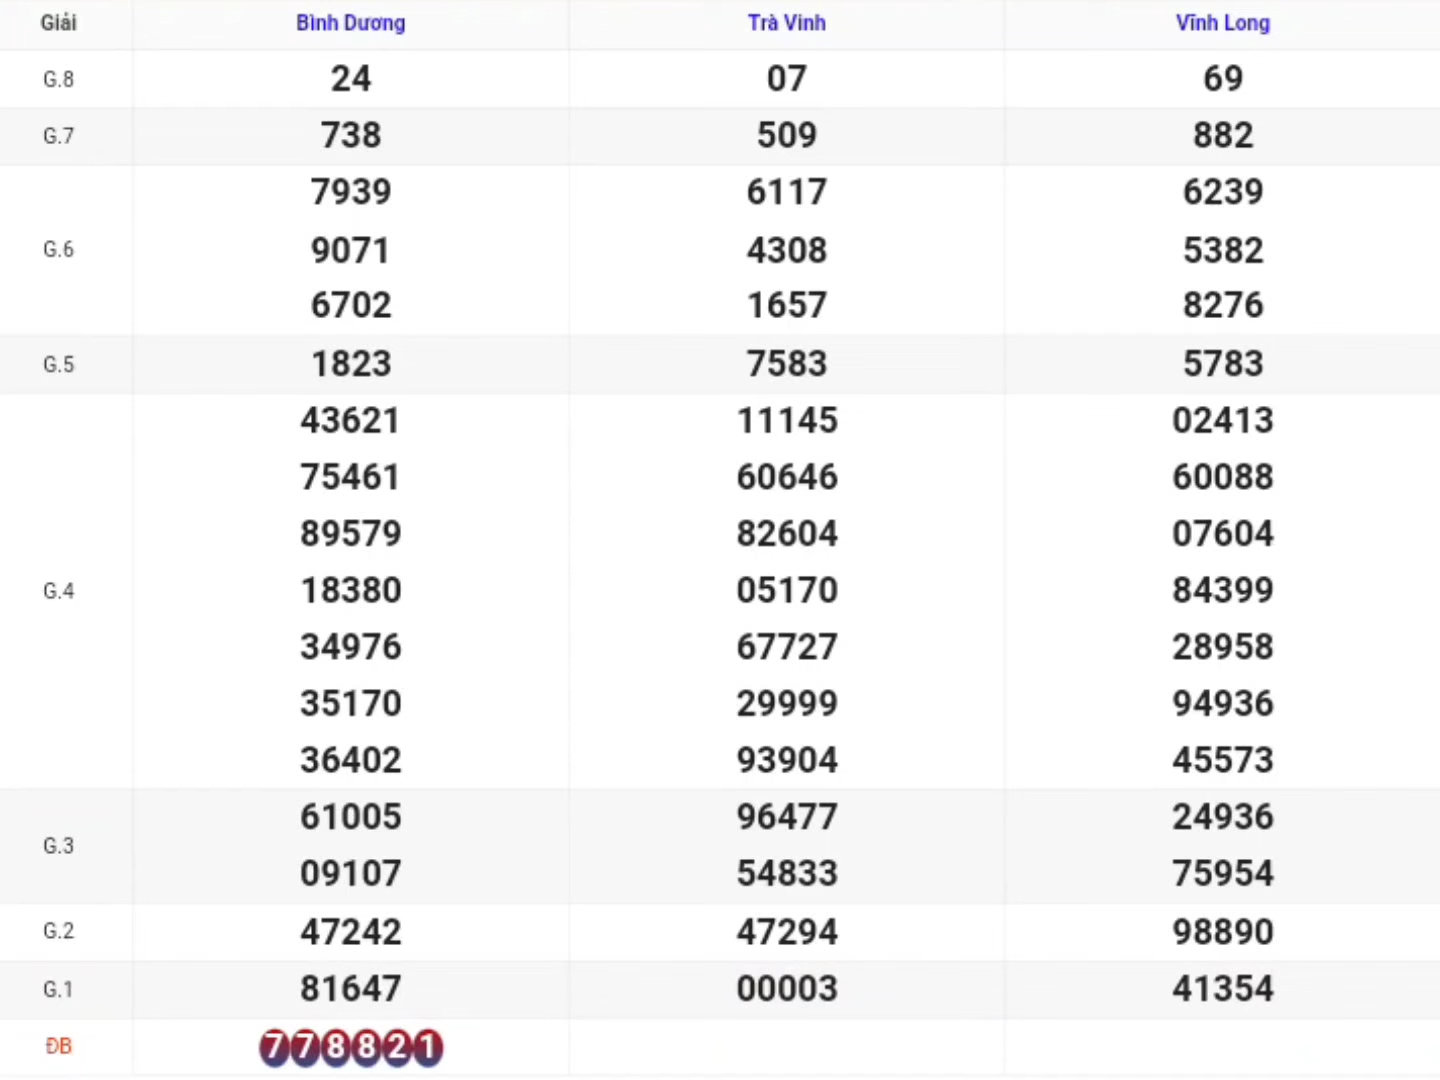 Giải Bình Dương Trà Vinh Vĩnh Long
G.8 24 07 69
G.7 738 509 882
7939 6117 6239
G.6 9071 4308 5382
6702 1657 8276
G.5 1823 7583 5783
43621 11145 02413
75461 60646 60088
89579 82604 07604
G.4 18380 05170 84399
34976 67727 28958
35170 29999 94936
36402 93904 45573
61005 96477 24936
G.3
09107 54833 75954
G.2 47242 47294 98890
G.1 81647 00003 41354
ĐB 778821